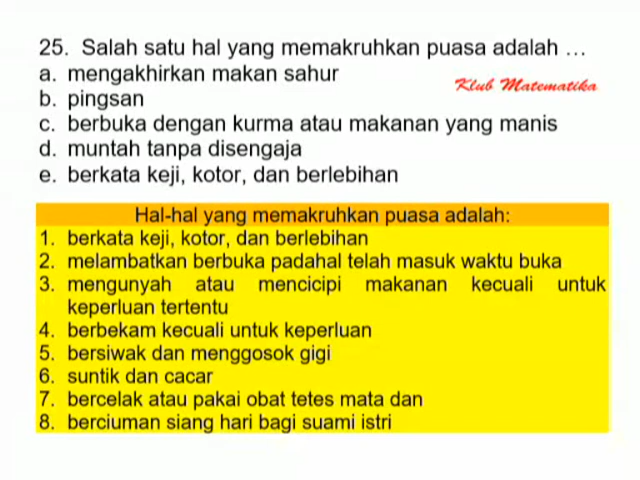 25. Salah satu hal yang memakruhkan puasa adalah …
a. mengakhirkan makan sahur
Klub Matematika
b. pingsan
c. berbuka dengan kurma atau makanan yang manis
d. muntah tanpa disengaja
e. berkata keji, kotor, dan berlebihan
Hal-hal yang memakruhkan puasa adalah:
1. berkata keji, kotor, dan berlebihan
2. melambatkan berbuka padahal telah masuk waktu buka
3. mengunyah atau mencicipi makanan kecuali untuk
keperluan tertentu
4. berbekam kecuali untuk keperluan
5. bersiwak dan menggosok gigi
6. suntik dan cacar
7. bercelak atau pakai obat tetes mata dan
8. berciuman siang hari bagi suami istri